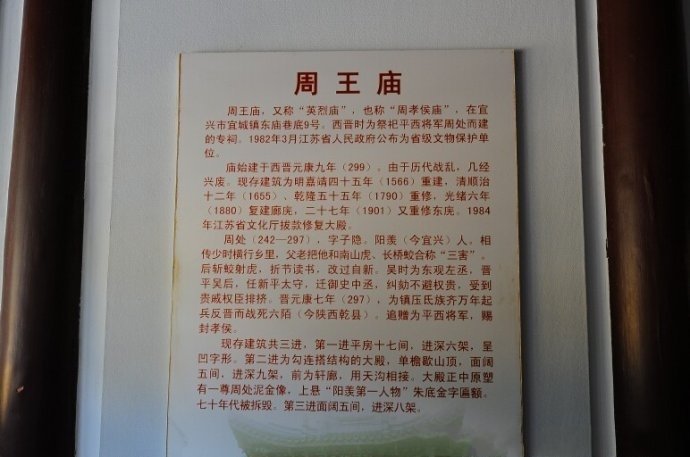 周王庙
周王庙，又称“英烈庙”，也称“周孝侯庙”，在宜
兴市宜城镇东庙巷底9号。西晋时为祭祀平西将军周处而建
的专祠。1982年3月江苏省人民政府公布为省级文物保护单
位。
庙始建于西晋元康九年（299）。由于历代战乱，几经
兴废。现存建筑为明嘉靖四十五年（1566）重建，清顺治
十二年（1655）、乾隆五十五年（1790）重修，光绪六年
（1880）复建廊庑，二十七年（1901）又重修东庑。1984
年江苏省文化厅拨款修复大殿。
周处（242—297），字子隐。阳羡（今宜兴）人。相
传少时横行乡里，父老把他和南山虎、长桥蛟合称“三害”。
后斩蛟射虎，折节读书，改过自新。吴时为东观左丞，晋
平吴后，任新平太守，迁御史中丞，纠劾不避权贵，受到
贵戚权臣排挤。晋元康七年（297），为镇压氐族齐万年起
兵反晋而战死六陌（今陕西乾县）。追赠为平西将军，赐
封孝侯。
现存建筑共三进，第一进平房十七间，进深六架，呈
凹字形。第二进为勾连搭结构的大殿，单檐歇山顶，面阔
五间，进深九架，前为轩廊，用天沟相接。大殿正中原塑
有一尊周处泥金像，上悬“阳羡第一人物”朱底金字匾额。
七十年代被拆毁。第三进面阔五间，进深八架。